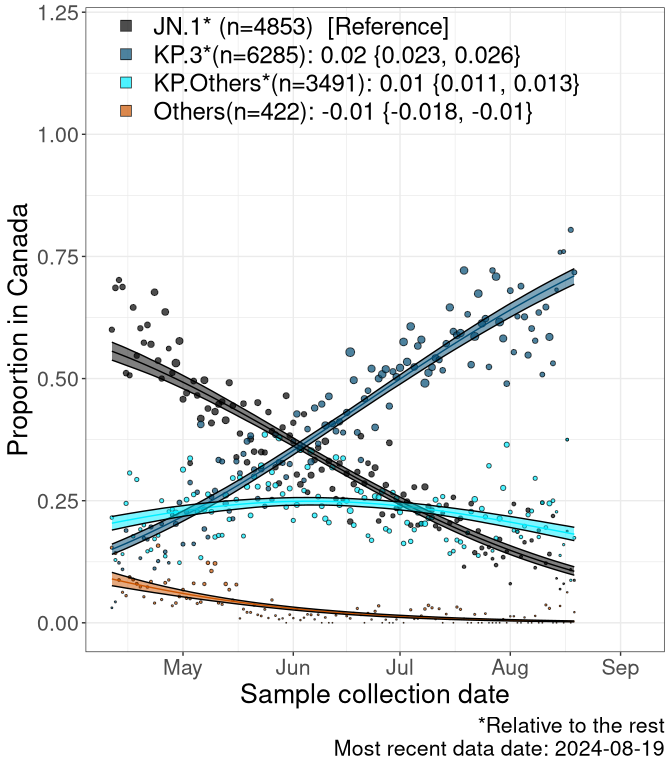 1.25
JN.1* (n=4853) [Reference]
KP.3*(n=6285): 0.02 {0.023, 0.026}
KP.Others*(n=3491): 0.01 {0.011, 0.013}
Others(n=422): -0.01 {-0.018, -0.01}
1.00
0.75
0.50
0.25
0.00
Proportion in Canada
May Jun Jul Aug Sep
Sample collection date
*Relative to the rest
Most recent data date: 2024-08-19